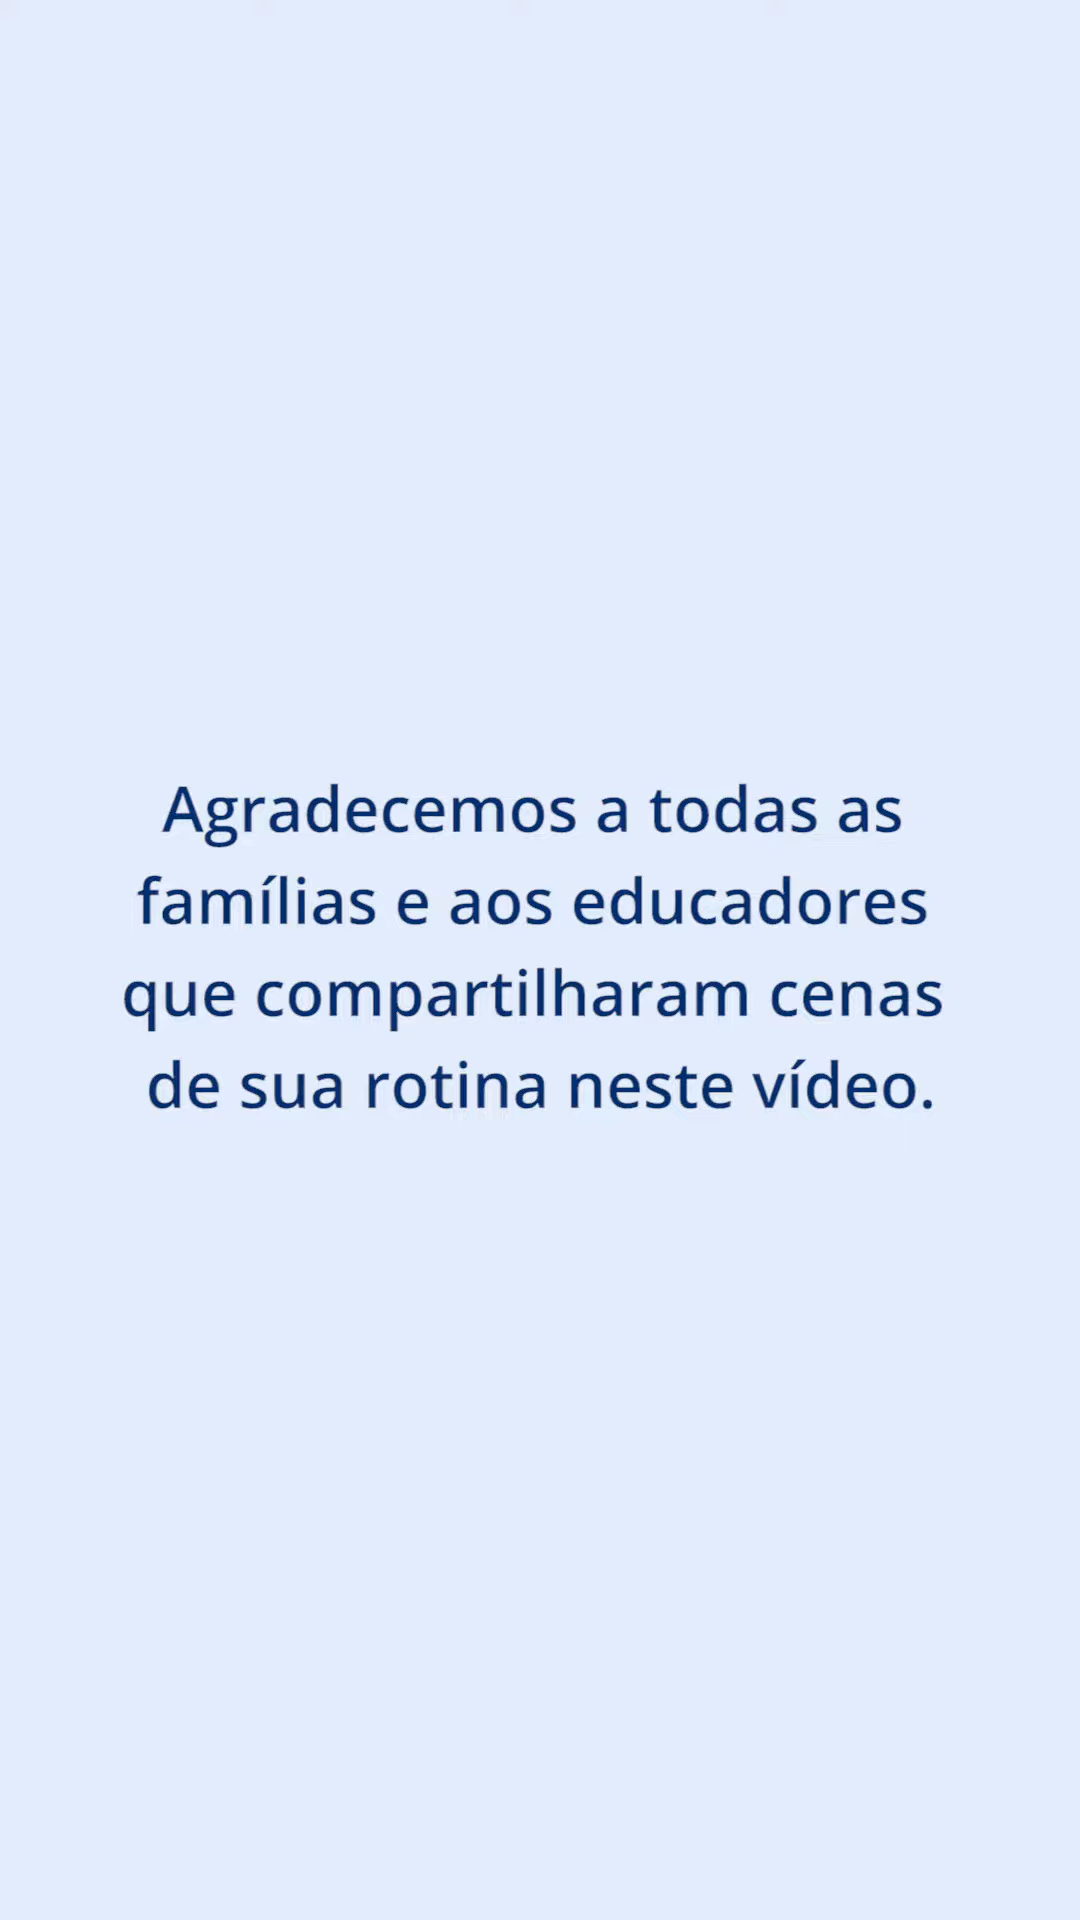 Agradecemos a todas as
famílias e aos educadores
que compartilharam cenas
de sua rotina neste vídeo.